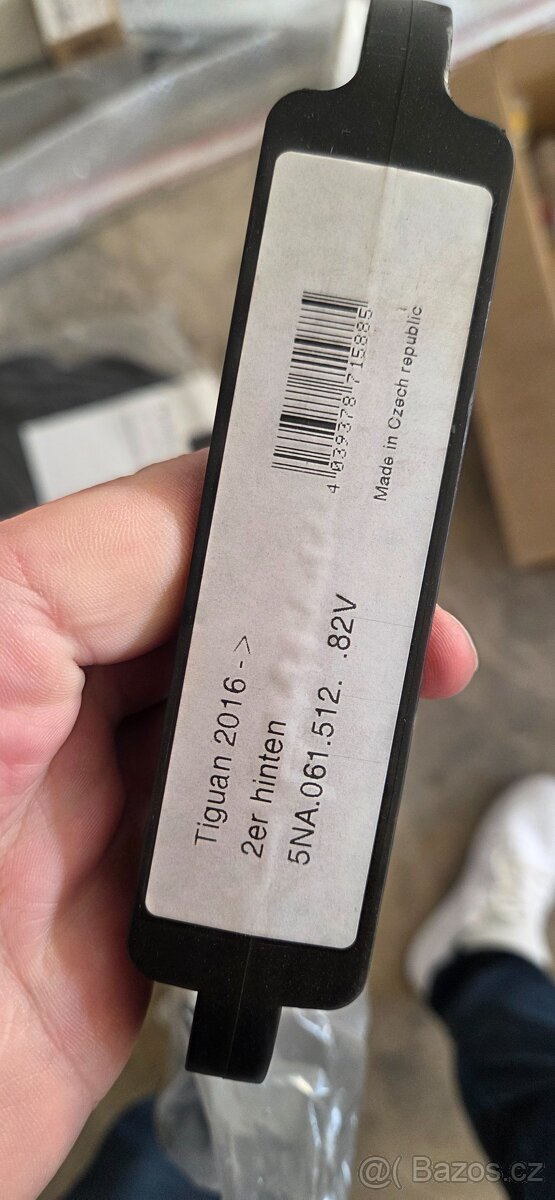 Tiguan 2016 ->
2er hinten
5NA.061.512. .82V
4 039378 715885
Made in Czech republic
@( Bazos.cz